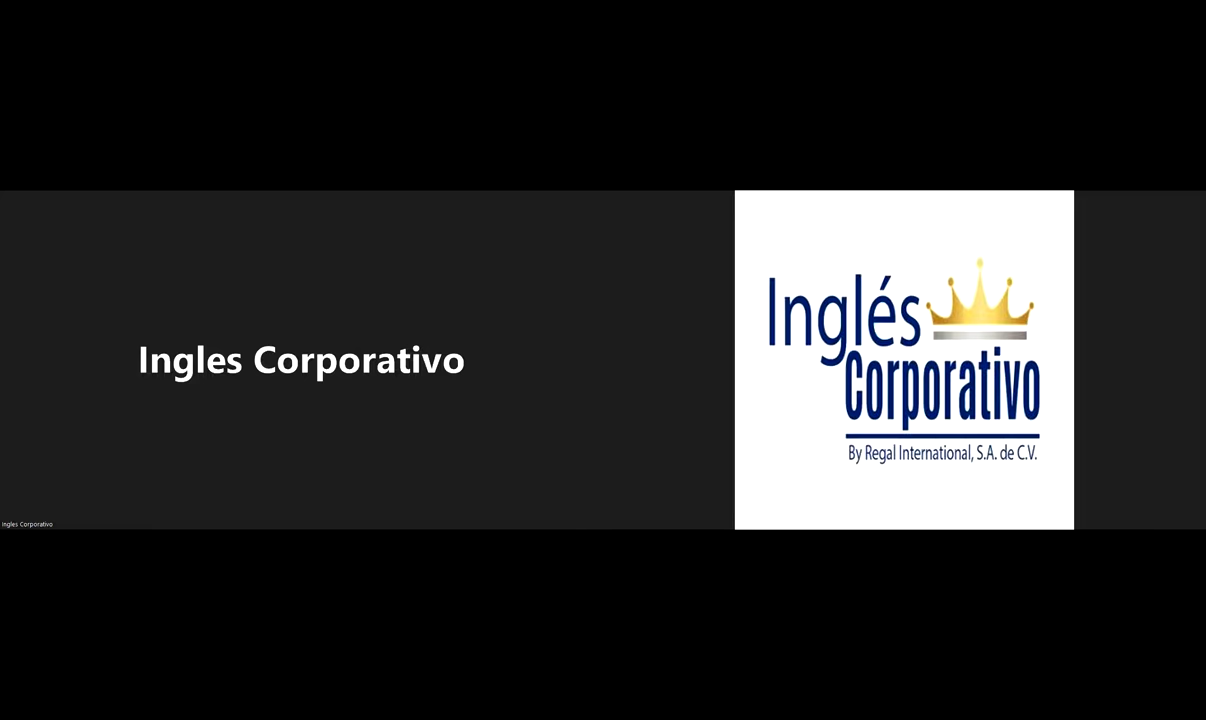 Ingles Corporativo
Inglés
Corporativo
By Regal International, S.A. de C.V.
Ingles Corporativo